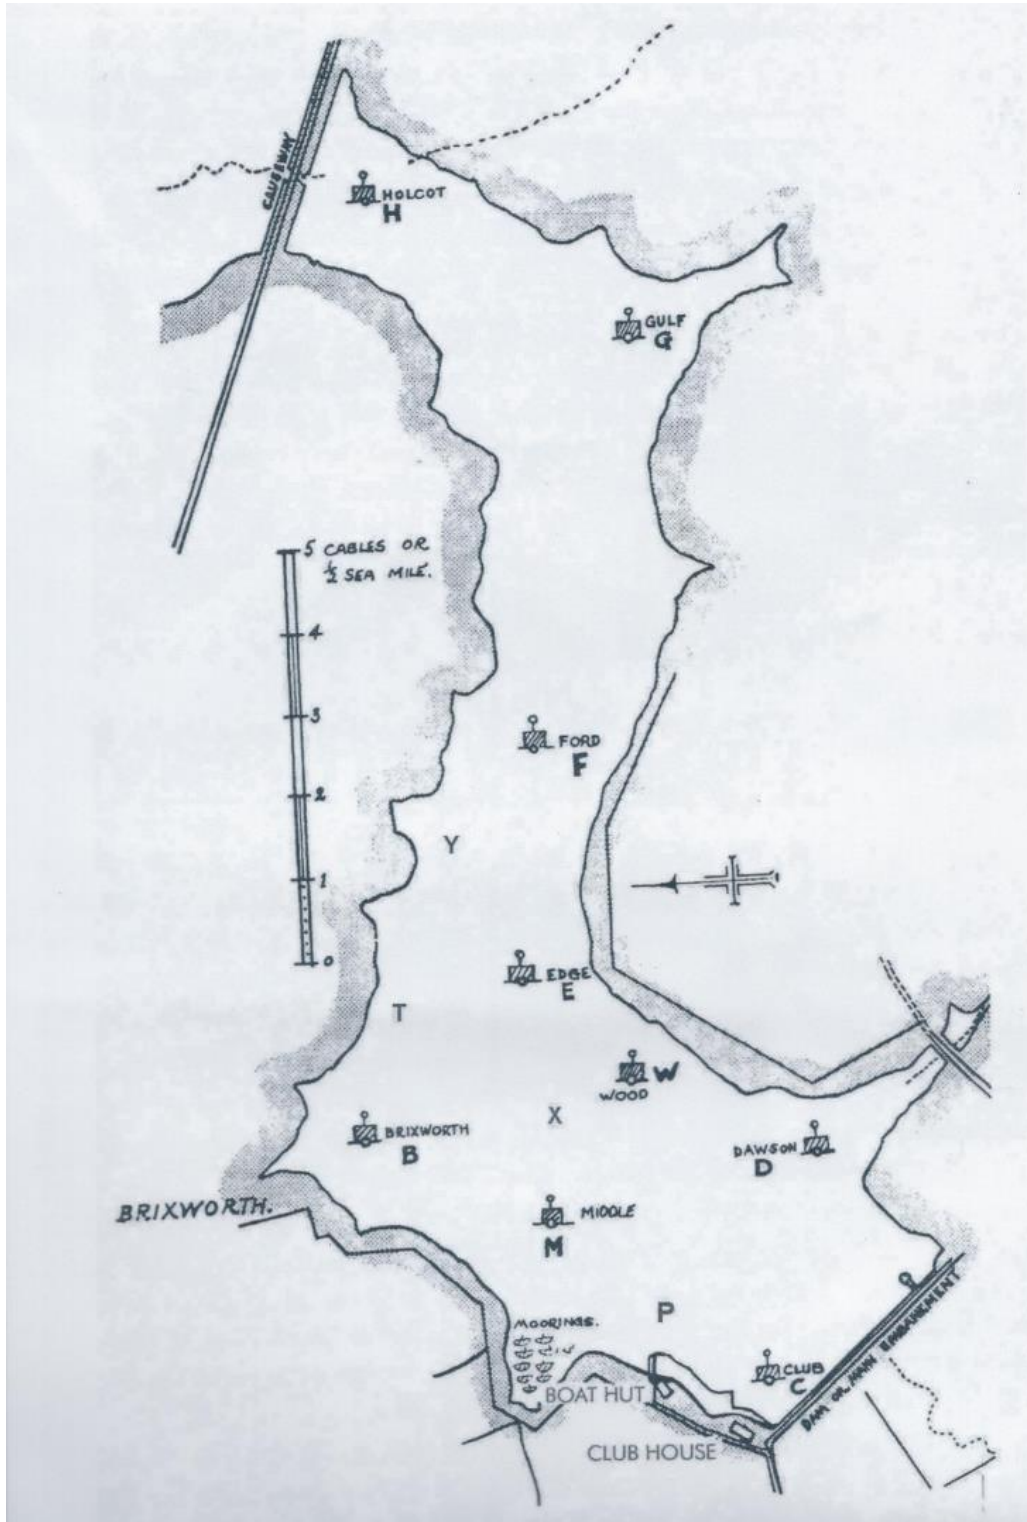 CAUSEWAY
HOLCOT
H
GULF
G
5 CABLES OR
½ SEA MILE.
4
3
2
1
0
FORD
F
Y
EDGE
E
T
W
WOOD
X
BRIXWORTH
B
DAWSON
D
BRIXWORTH.
MIDDLE
M
P
MOORINGS.
CLUB
C
DAM OR MAIN EMBANKMENT
BOAT HUT
CLUB HOUSE